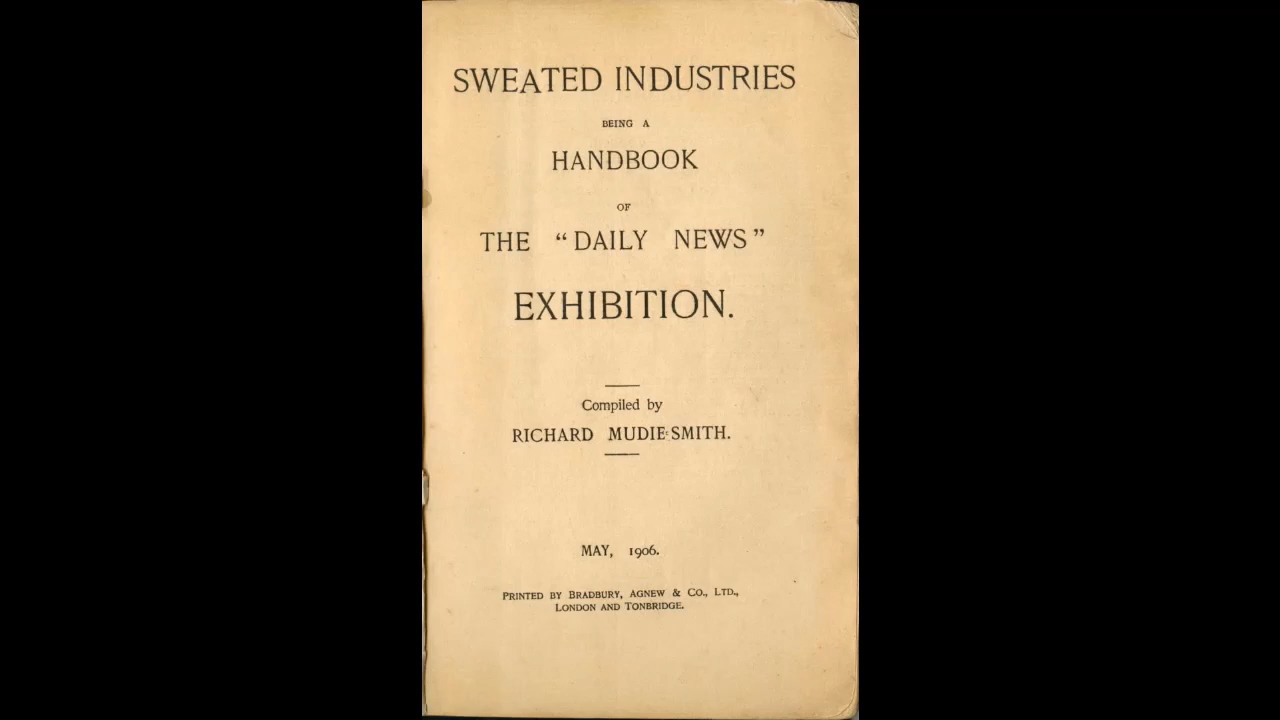 SWEATED INDUSTRIES
BEING A
HANDBOOK
OF
THE “DAILY NEWS”
EXHIBITION.
Compiled by
RICHARD MUDIE-SMITH.
MAY, 1906.
PRINTED BY BRADBURY, AGNEW & CO., LTD.,
LONDON AND TONBRIDGE.